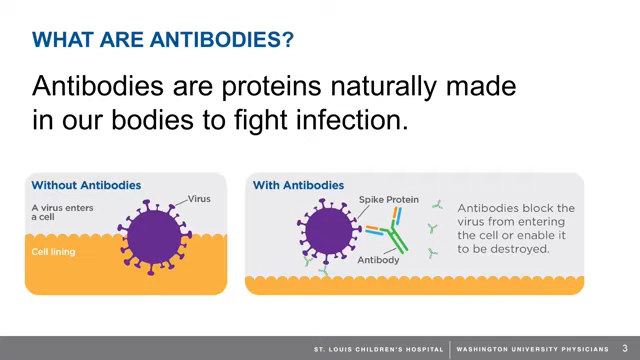 WHAT ARE ANTIBODIES?
Antibodies are proteins naturally made
in our bodies to fight infection.
Without Antibodies
A virus enters
a cell
Virus
Cell lining
With Antibodies
Spike Protein
Antibody
Antibodies block the
virus from entering
the cell or enable it
to be destroyed.
ST. LOUIS CHILDREN'S HOSPITAL | WASHINGTON UNIVERSITY PHYSICIANS 3